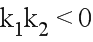 k₁k₂ < 0